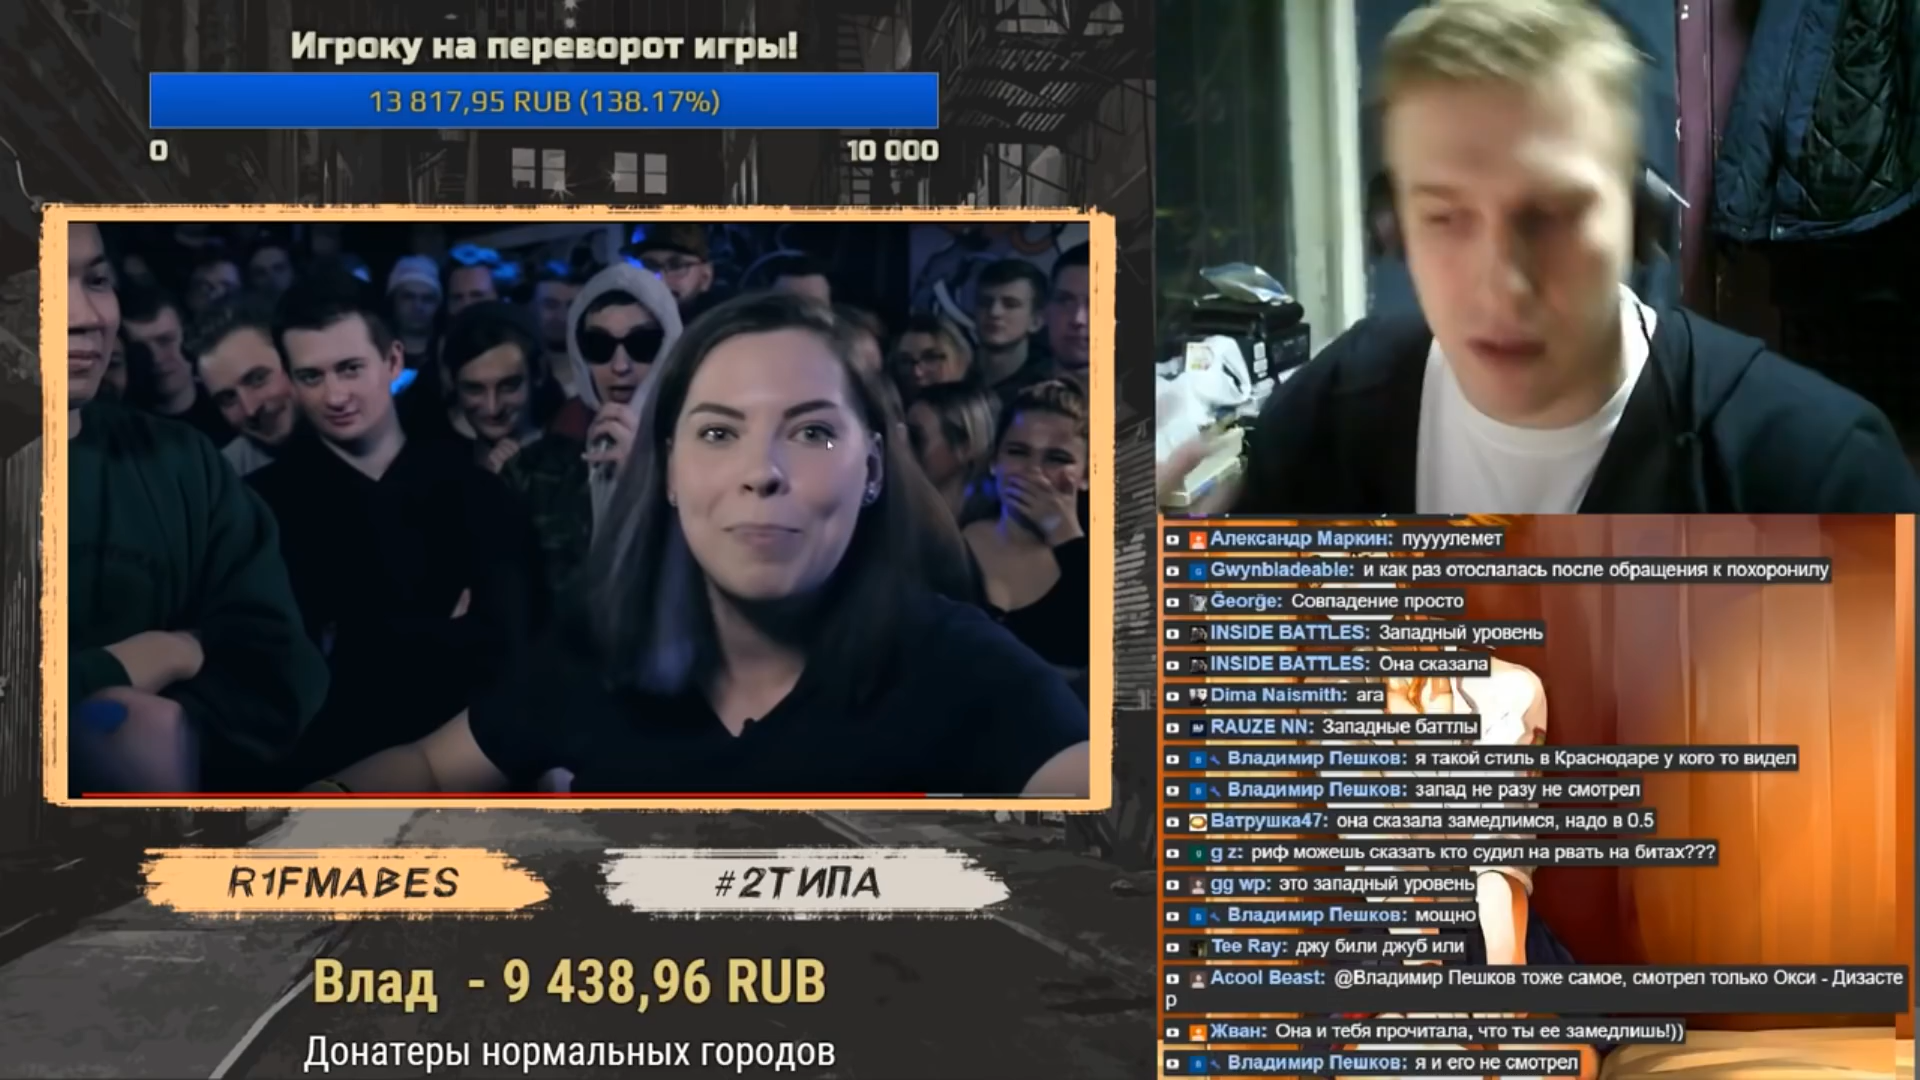 Игроку на переворот игры!
13 817,95 RUB (138.17%)
0
10 000
R1FMABES
#2ТИПА
Влад - 9 438,96 RUB
Донатеры нормальных городов
Александр Маркин: пуууулемет
Gwynbladeable: и как раз отослалась после обращения к похоронилу
Ğeorğe: Совпадение просто
INSIDE BATTLES: Западный уровень
INSIDE BATTLES: Она сказала
Dima Naismith: ага
RAUZE NN: Западные баттлы
Владимир Пешков: я такой стиль в Краснодаре у кого то видел
Владимир Пешков: запад не разу не смотрел
Ватрушка47: она сказала замедлимся, надо в 0.5
g z: риф можешь сказать кто судил на рвать на битах???
gg wp: это западный уровень
Владимир Пешков: мощно
Tee Ray: джу били джуб или
Acool Beast: @Владимир Пешков тоже самое, смотрел только Окси - Дизасте
р
Жван: Она и тебя прочитала, что ты ее замедлишь!))
Владимир Пешков: я и его не смотрел